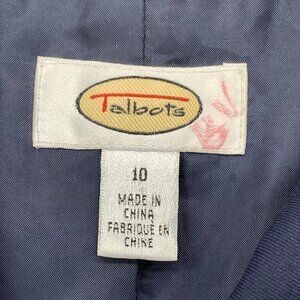 Talbots
10
MADE IN
CHINA
FABRIQUÉ EN
CHINE